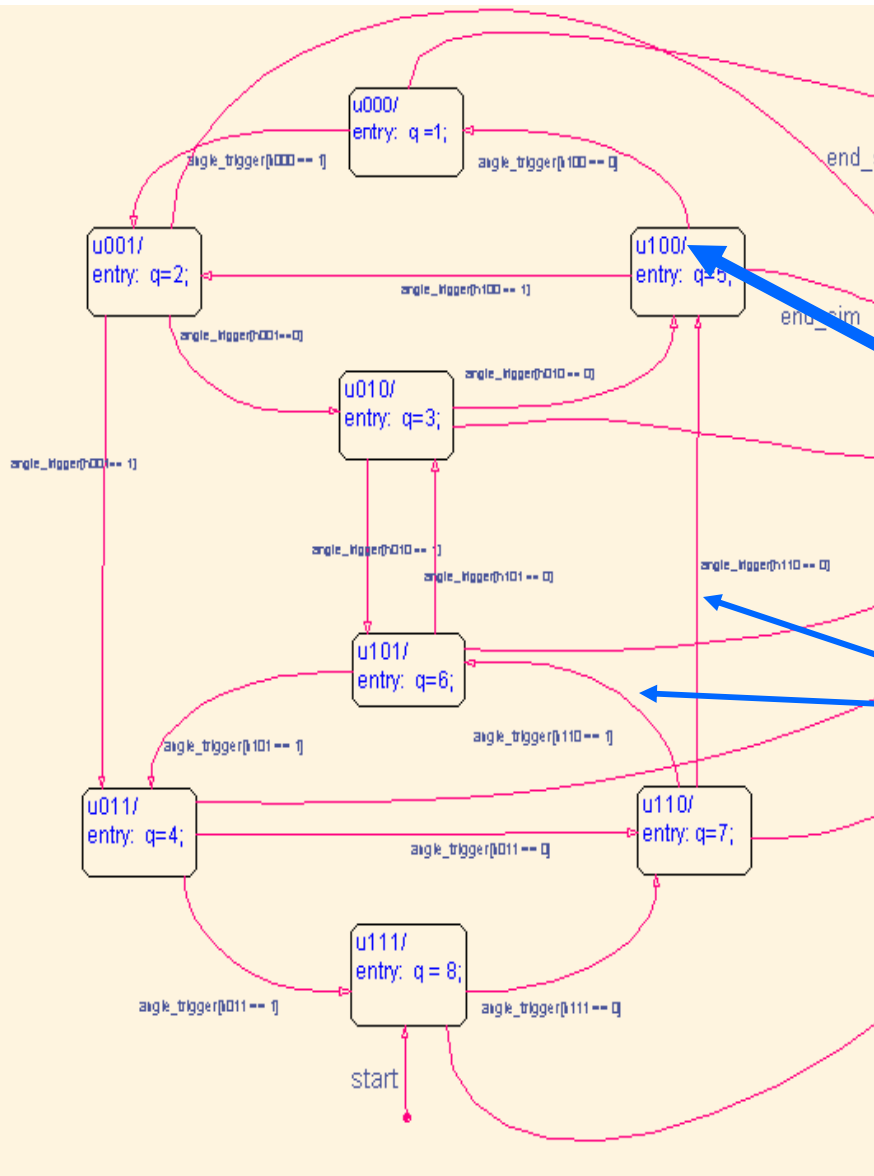 u000/
entry: q =1;
end_
angle_trigger[h000 == 1]
angle_trigger[h100 == 0]
u001/
entry: q=2;
u100/
entry: q=5;
angle_trigger[h100 == 1]
end_sim
angle_trigger[h001==0]
u010/
entry: q=3;
angle_trigger[h010 == 0]
angle_trigger[h001 == 1]
angle_trigger[h010 == 1]
angle_trigger[h101 == 0]
angle_trigger[h110 == 0]
u101/
entry: q=6;
angle_trigger[h101 == 1]
angle_trigger[h110 == 1]
u011/
entry: q=4;
u110/
entry: q=7;
angle_trigger[h011 == 0]
u111/
entry: q = 8;
angle_trigger[h011 == 1]
angle_trigger[h111 == 0]
start